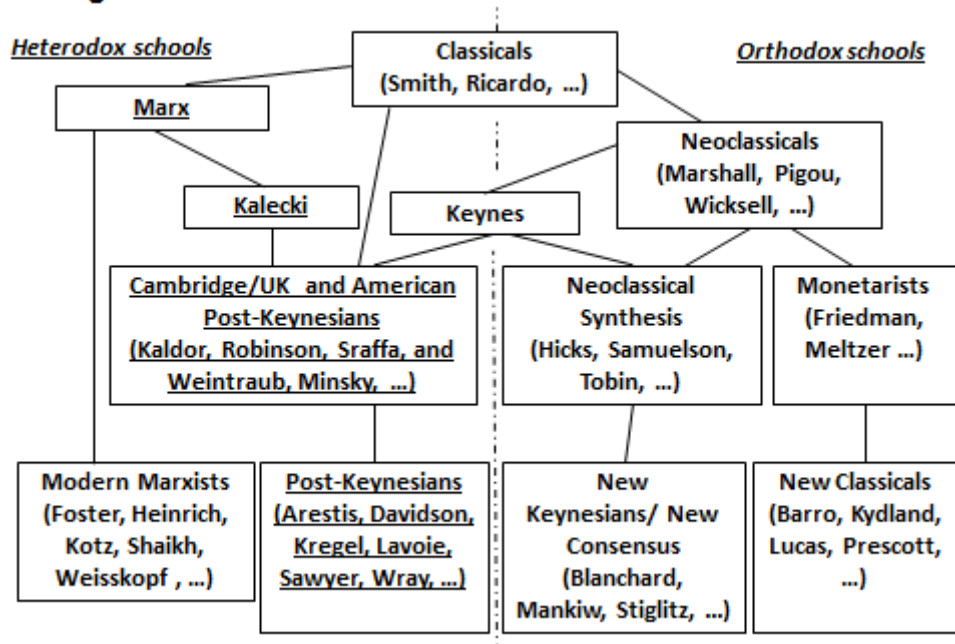 Heterodox schools
Classicals
(Smith, Ricardo, …)
Orthodox schools
Marx
Neoclassicals
(Marshall, Pigou,
Wicksell, …)
Kalecki
Keynes
Cambridge/UK and American
Post-Keynesians
(Kaldor, Robinson, Sraffa, and
Weintraub, Minsky, …)
Neoclassical
Synthesis
(Hicks, Samuelson,
Tobin, …)
Monetarists
(Friedman,
Meltzer …)
Modern Marxists
(Foster, Heinrich,
Kotz, Shaikh,
Weisskopf , …)
Post-Keynesians
(Arestis, Davidson,
Kregel, Lavoie,
Sawyer, Wray, …)
New
Keynesians/ New
Consensus
(Blanchard,
Mankiw, Stiglitz, …)
New Classicals
(Barro, Kydland,
Lucas, Prescott,
…)